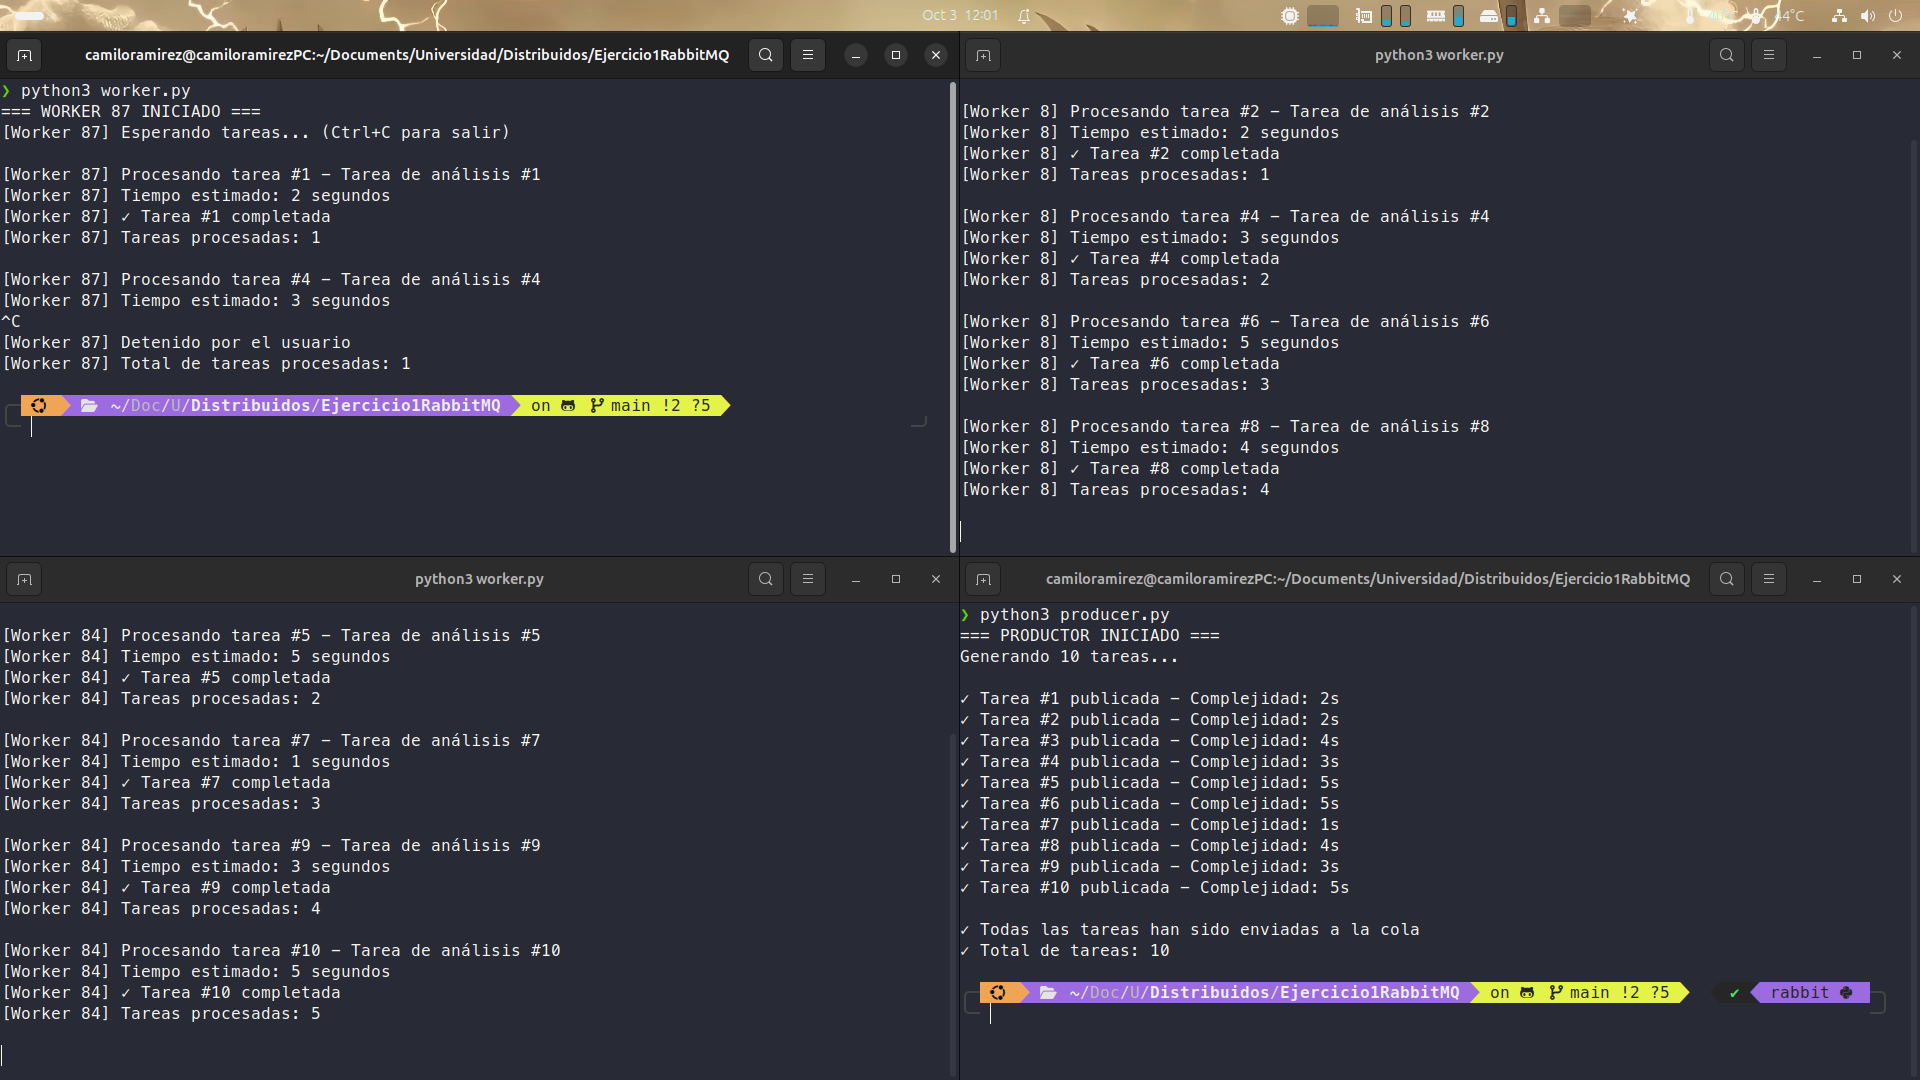 Oct 3 12:01
44°C
camiloramirez@camiloramirezPC:~/Documents/Universidad/Distribuidos/Ejercicio1RabbitMQ
❯ python3 worker.py
=== WORKER 87 INICIADO ===
[Worker 87] Esperando tareas... (Ctrl+C para salir)
[Worker 87] Procesando tarea #1 - Tarea de análisis #1
[Worker 87] Tiempo estimado: 2 segundos
[Worker 87] ✓ Tarea #1 completada
[Worker 87] Tareas procesadas: 1
[Worker 87] Procesando tarea #4 - Tarea de análisis #4
[Worker 87] Tiempo estimado: 3 segundos
^C
[Worker 87] Detenido por el usuario
[Worker 87] Total de tareas procesadas: 1
~/Doc/U/Distribuidos/Ejercicio1RabbitMQ on main !2 ?5
python3 worker.py
[Worker 8] Procesando tarea #2 - Tarea de análisis #2
[Worker 8] Tiempo estimado: 2 segundos
[Worker 8] ✓ Tarea #2 completada
[Worker 8] Tareas procesadas: 1
[Worker 8] Procesando tarea #4 - Tarea de análisis #4
[Worker 8] Tiempo estimado: 3 segundos
[Worker 8] ✓ Tarea #4 completada
[Worker 8] Tareas procesadas: 2
[Worker 8] Procesando tarea #6 - Tarea de análisis #6
[Worker 8] Tiempo estimado: 5 segundos
[Worker 8] ✓ Tarea #6 completada
[Worker 8] Tareas procesadas: 3
[Worker 8] Procesando tarea #8 - Tarea de análisis #8
[Worker 8] Tiempo estimado: 4 segundos
[Worker 8] ✓ Tarea #8 completada
[Worker 8] Tareas procesadas: 4
python3 worker.py
[Worker 84] Procesando tarea #5 - Tarea de análisis #5
[Worker 84] Tiempo estimado: 5 segundos
[Worker 84] ✓ Tarea #5 completada
[Worker 84] Tareas procesadas: 2
[Worker 84] Procesando tarea #7 - Tarea de análisis #7
[Worker 84] Tiempo estimado: 1 segundos
[Worker 84] ✓ Tarea #7 completada
[Worker 84] Tareas procesadas: 3
[Worker 84] Procesando tarea #9 - Tarea de análisis #9
[Worker 84] Tiempo estimado: 3 segundos
[Worker 84] ✓ Tarea #9 completada
[Worker 84] Tareas procesadas: 4
[Worker 84] Procesando tarea #10 - Tarea de análisis #10
[Worker 84] Tiempo estimado: 5 segundos
[Worker 84] ✓ Tarea #10 completada
[Worker 84] Tareas procesadas: 5
camiloramirez@camiloramirezPC:~/Documents/Universidad/Distribuidos/Ejercicio1RabbitMQ
❯ python3 producer.py
=== PRODUCTOR INICIADO ===
Generando 10 tareas...
✓ Tarea #1 publicada - Complejidad: 2s
✓ Tarea #2 publicada - Complejidad: 2s
✓ Tarea #3 publicada - Complejidad: 4s
✓ Tarea #4 publicada - Complejidad: 3s
✓ Tarea #5 publicada - Complejidad: 5s
✓ Tarea #6 publicada - Complejidad: 5s
✓ Tarea #7 publicada - Complejidad: 1s
✓ Tarea #8 publicada - Complejidad: 4s
✓ Tarea #9 publicada - Complejidad: 3s
✓ Tarea #10 publicada - Complejidad: 5s
✓ Todas las tareas han sido enviadas a la cola
✓ Total de tareas: 10
~/Doc/U/Distribuidos/Ejercicio1RabbitMQ on main !2 ?5 ✔ rabbit